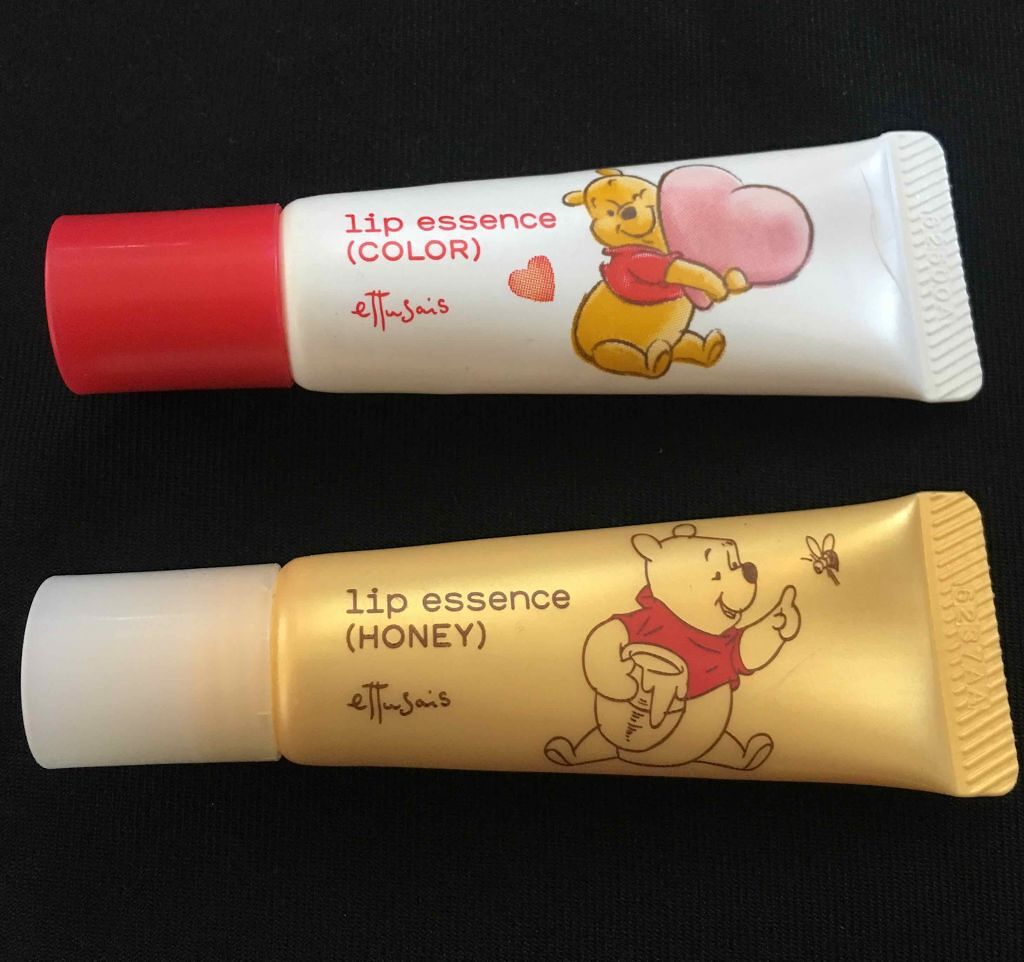 lip essence
(COLOR)
ettusais
lip essence
(HONEY)
ettusais